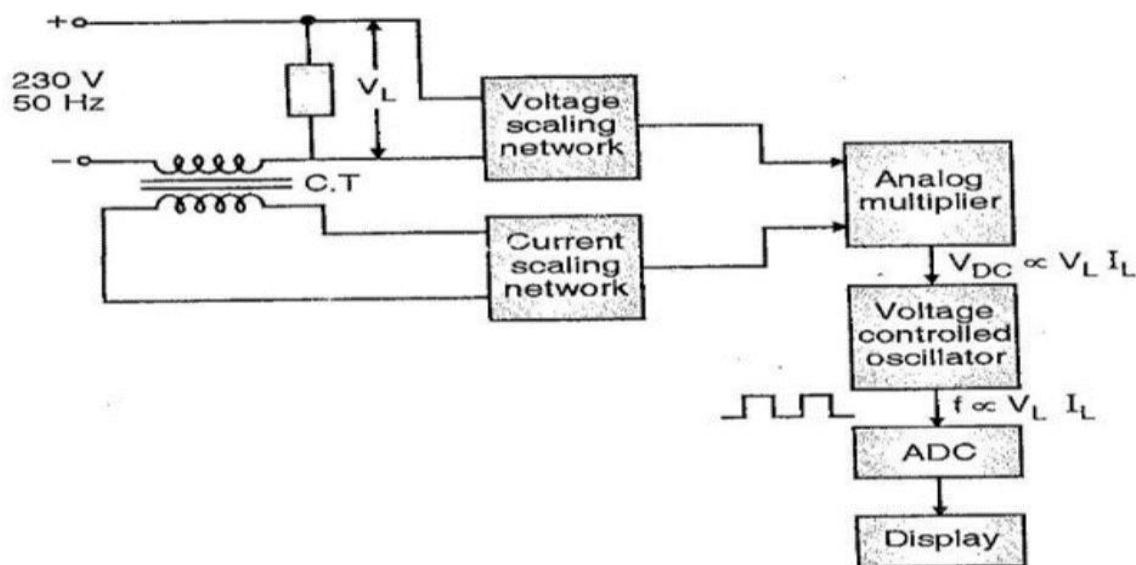 +
230 V
50 Hz
V_L
−
C.T
Voltage
scaling
network
Current
scaling
network
Analog
multiplier
V_DC ∝ V_L I_L
Voltage
controlled
oscillator
f ∝ V_L I_L
ADC
Display